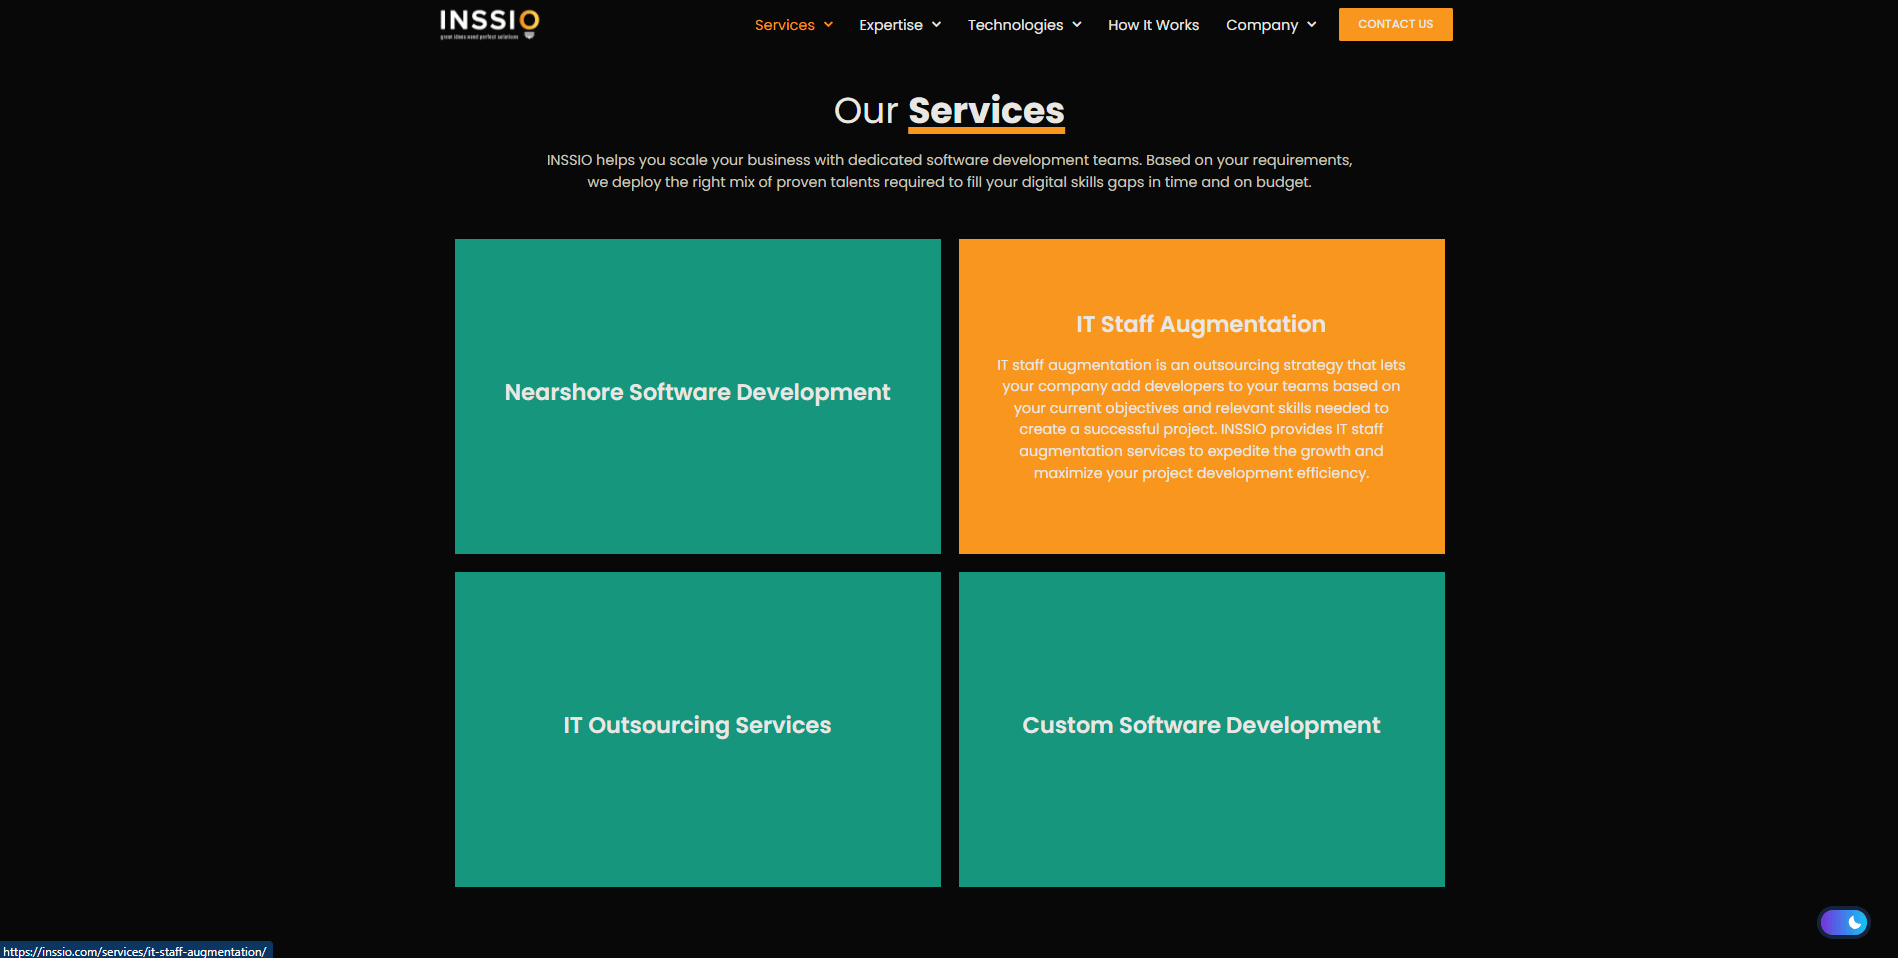 INSSIO
great ideas need perfect solutions
Services
Expertise
Technologies
How It Works
Company
CONTACT US
Our Services
INSSIO helps you scale your business with dedicated software development teams. Based on your requirements,
we deploy the right mix of proven talents required to fill your digital skills gaps in time and on budget.
Nearshore Software Development
IT Staff Augmentation
IT staff augmentation is an outsourcing strategy that lets
your company add developers to your teams based on
your current objectives and relevant skills needed to
create a successful project. INSSIO provides IT staff
augmentation services to expedite the growth and
maximize your project development efficiency.
IT Outsourcing Services
Custom Software Development
https://inssio.com/services/it-staff-augmentation/